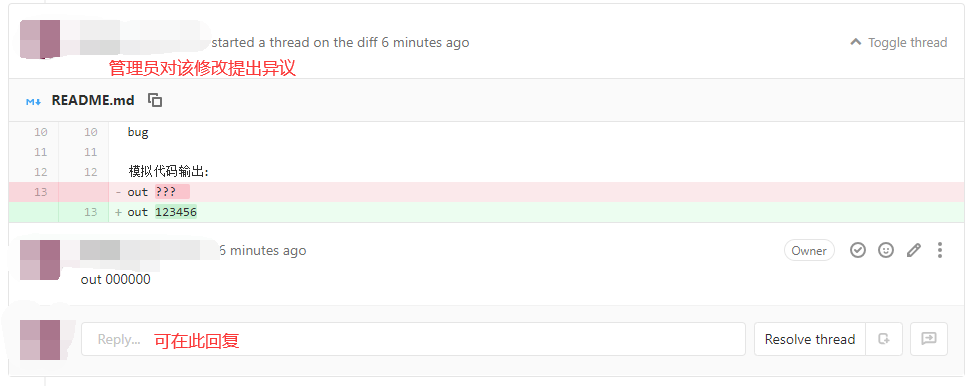 started a thread on the diff 6 minutes ago Toggle thread
管理员对该修改提出异议
M↓ README.md
10 10 bug
11 11
12 12 模拟代码输出:
13 - out ???
13 + out 123456
6 minutes ago Owner
out 000000
Reply... 可在此回复 Resolve thread